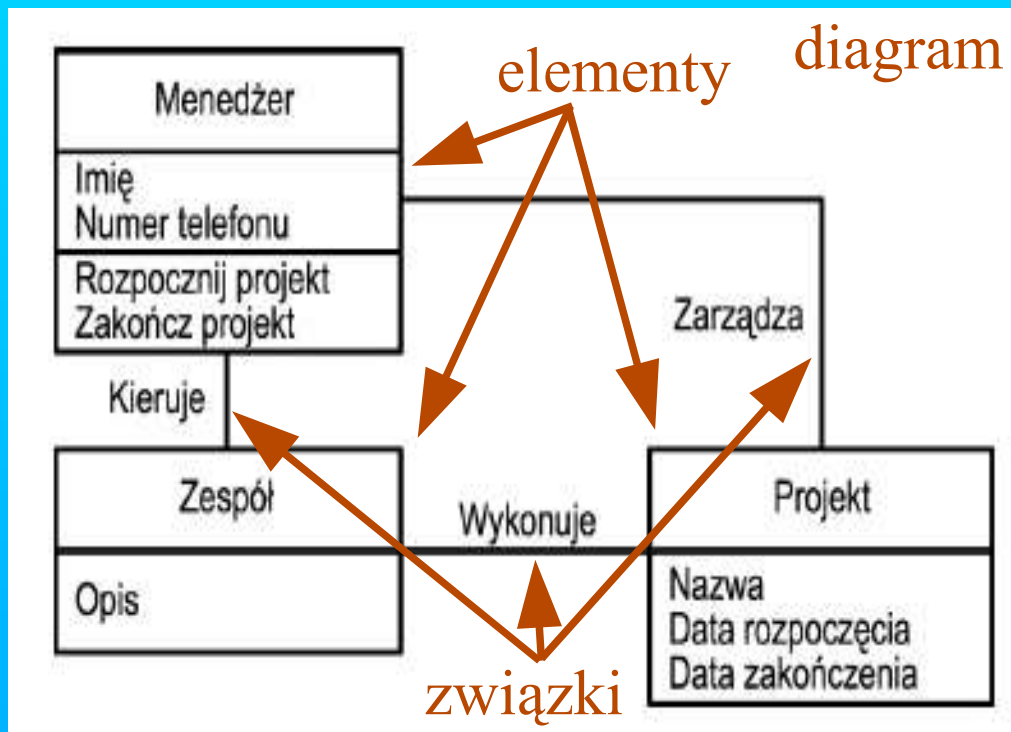 diagram
elementy
Menedżer
Imię
Numer telefonu
Rozpocznij projekt
Zakończ projekt
Zarządza
Kieruje
Zespół
Opis
Wykonuje
Projekt
Nazwa
Data rozpoczęcia
Data zakończenia
związki